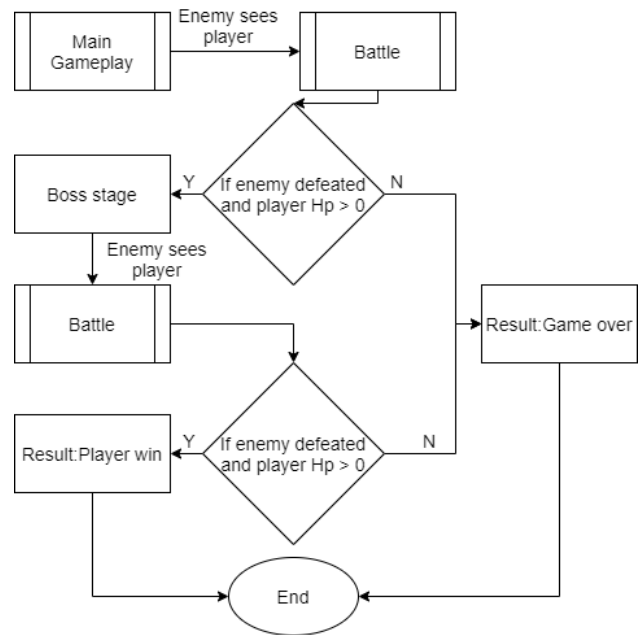 Main
Gameplay
Enemy sees
player
Battle
If enemy defeated
and player Hp > 0
Y
N
Boss stage
Enemy sees
player
Battle
Result:Game over
If enemy defeated
and player Hp > 0
Y
N
Result:Player win
End